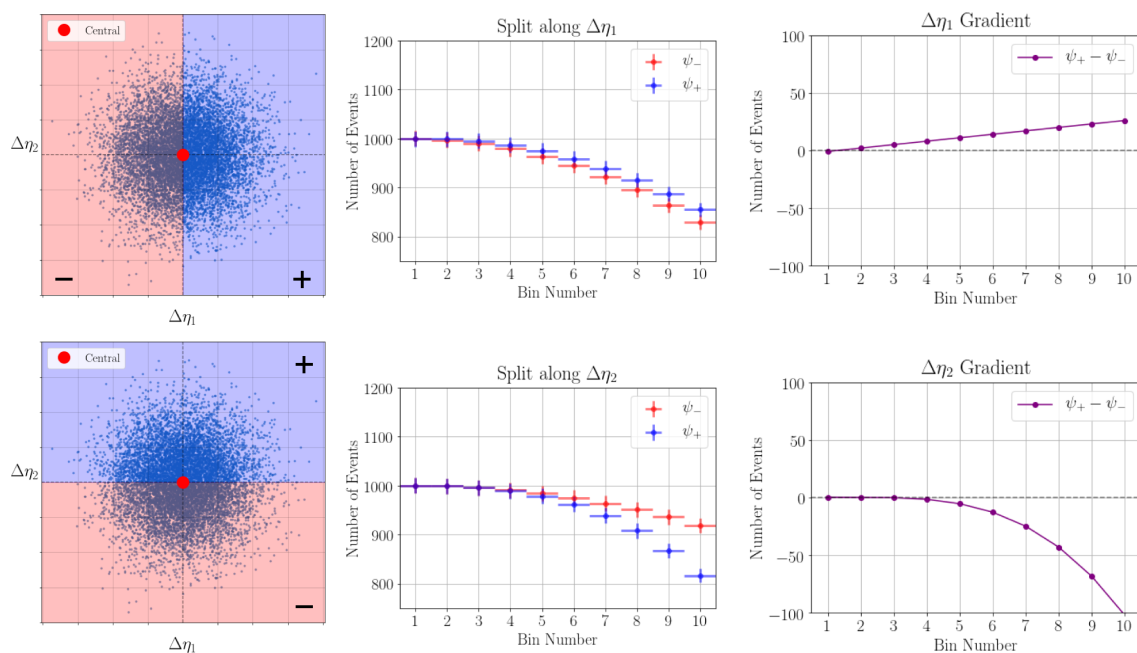 Central
Δη₂
−
+
Δη₁
Split along Δη₁
1200
1100
1000
900
800
Number of Events
ψ₋
ψ₊
1 2 3 4 5 6 7 8 9 10
Bin Number
Δη₁ Gradient
100
50
0
−50
−100
Number of Events
ψ₊ − ψ₋
1 2 3 4 5 6 7 8 9 10
Bin Number
Central
+
Δη₂
−
Δη₁
Split along Δη₂
1200
1100
1000
900
800
Number of Events
ψ₋
ψ₊
1 2 3 4 5 6 7 8 9 10
Bin Number
Δη₂ Gradient
100
50
0
−50
−100
Number of Events
ψ₊ − ψ₋
1 2 3 4 5 6 7 8 9 10
Bin Number